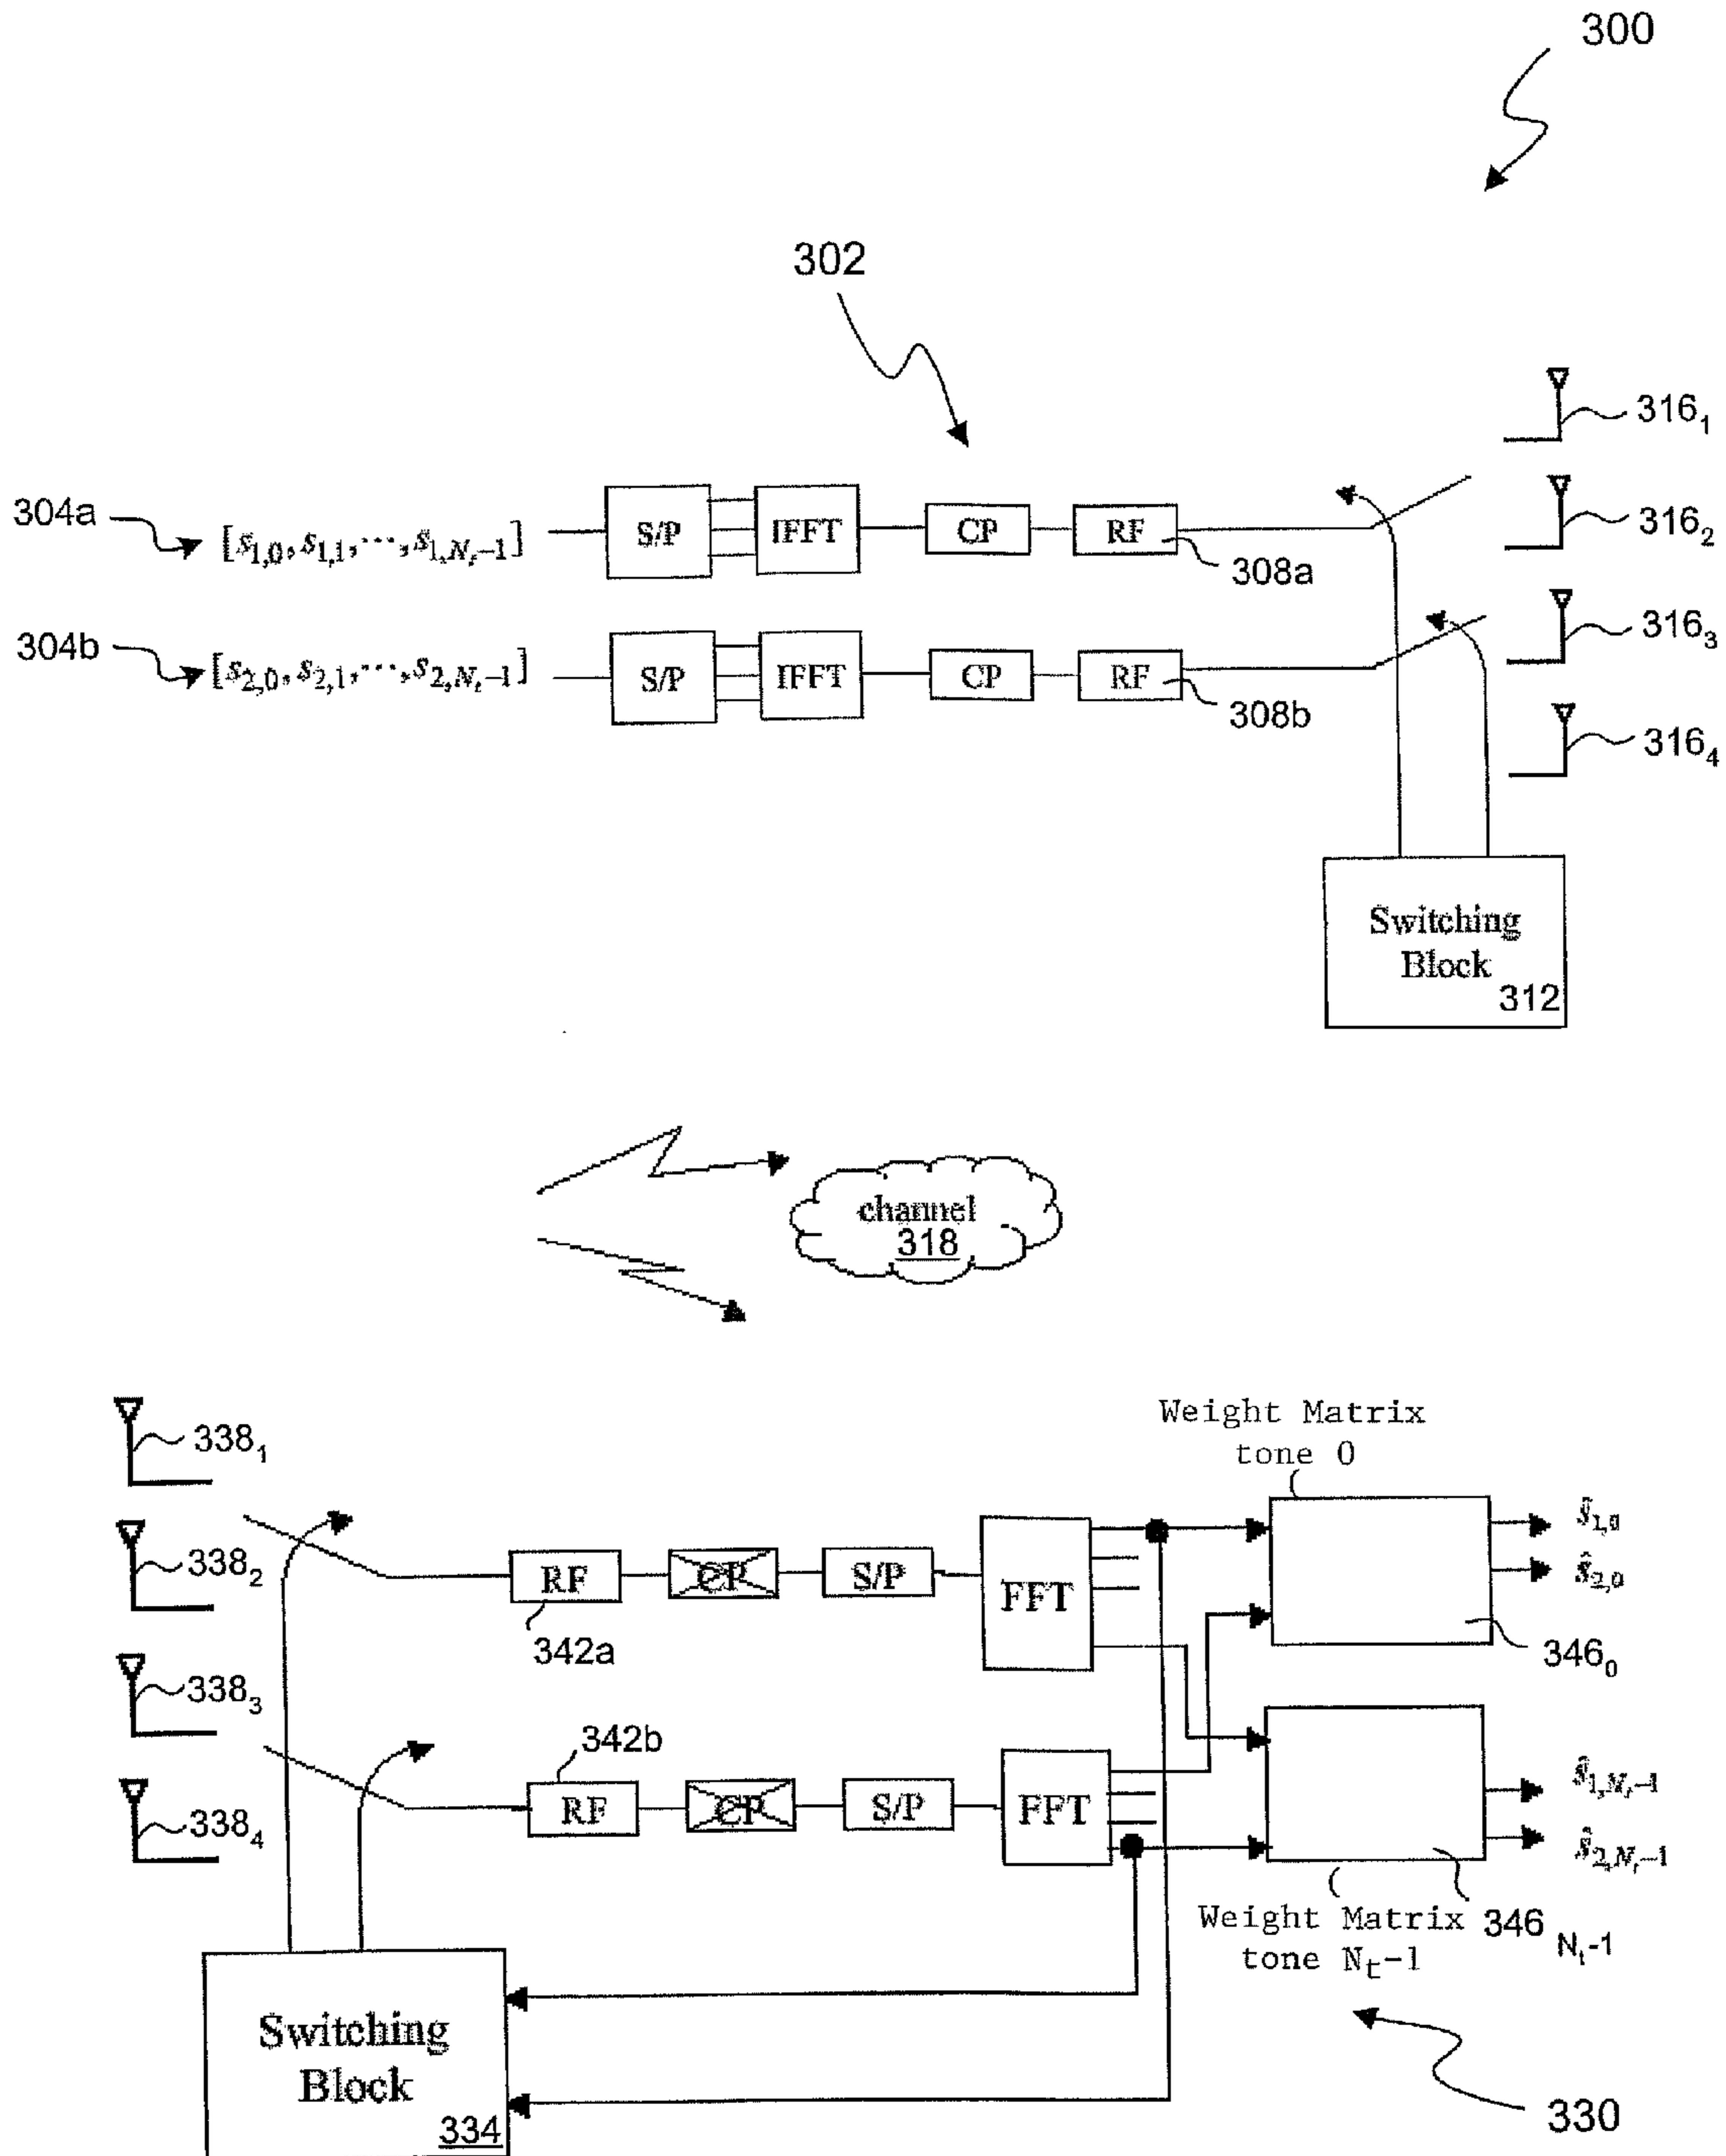 300
302
316₁
304a
[s₁,₀, s₁,₁, ⋯, s₁,Nₜ₋₁]
S/P
IFFT
CP
RF
308a
316₂
304b
[s₂,₀, s₂,₁, ⋯, s₂,Nₜ₋₁]
S/P
IFFT
CP
RF
308b
316₃
316₄
Switching
Block
312
channel
318
338₁
338₂
338₃
338₄
RF
342a
CP
S/P
FFT
Weight Matrix
tone 0
346₀
ŝ₁,₀
ŝ₂,₀
342b
RF
CP
S/P
FFT
ŝ₁,Nₜ₋₁
ŝ₂,Nₜ₋₁
Weight Matrix
tone Nₜ-1
346 Nₜ-1
Switching
Block
334
330